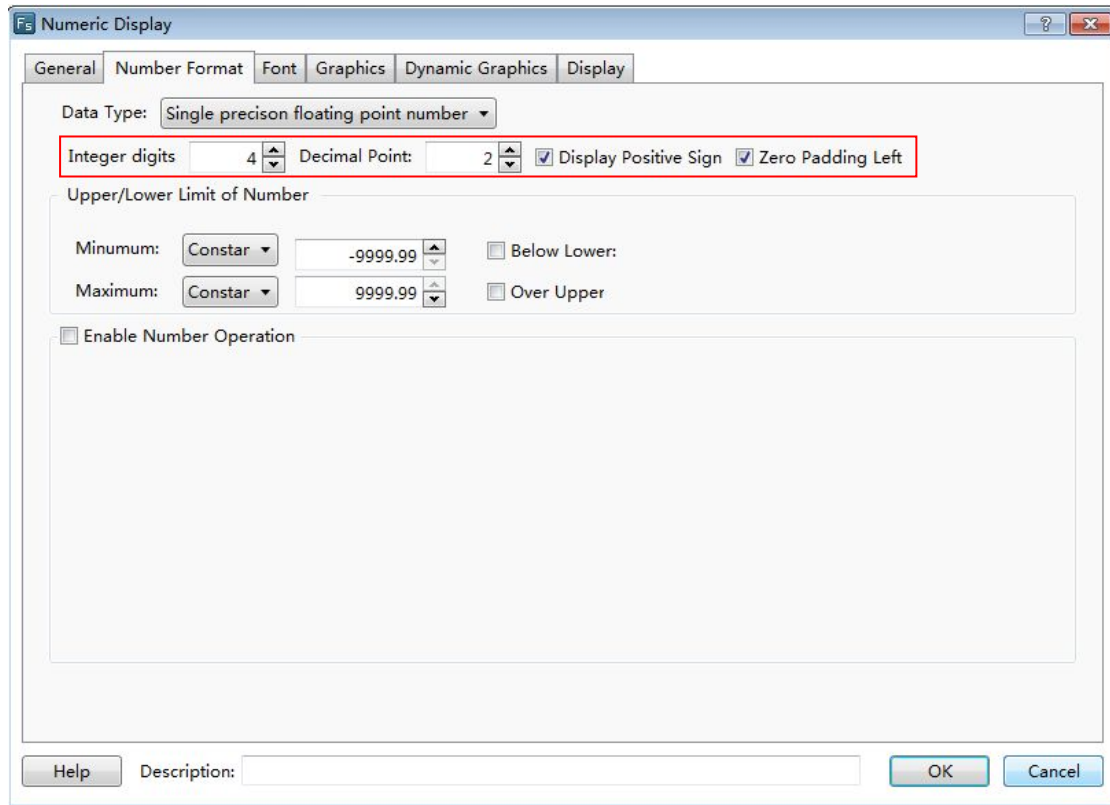 Fs Numeric Display
General Number Format Font Graphics Dynamic Graphics Display
Data Type: Single precison floating point number
Integer digits 4 Decimal Point: 2 Display Positive Sign Zero Padding Left
Upper/Lower Limit of Number
Minumum: Constar -9999.99 Below Lower:
Maximum: Constar 9999.99 Over Upper
Enable Number Operation
Help Description: OK Cancel